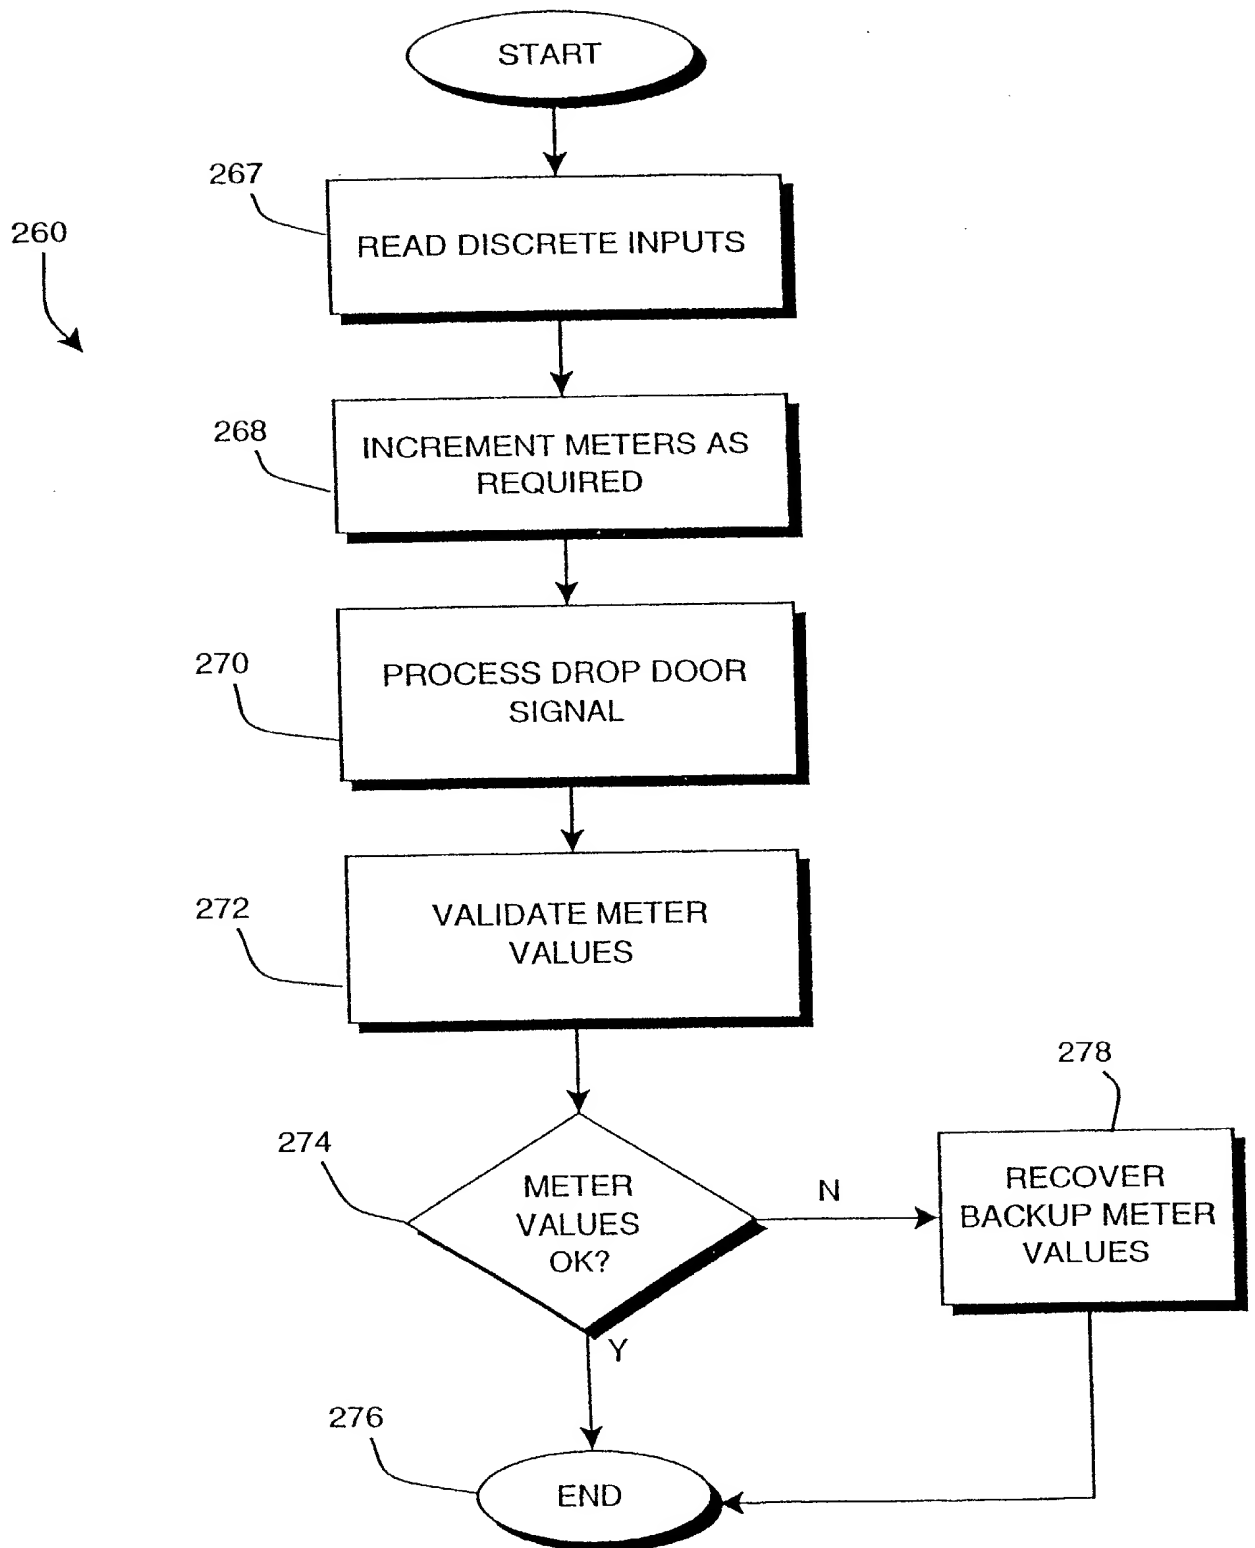 START
267
READ DISCRETE INPUTS
260
268
INCREMENT METERS AS
REQUIRED
270
PROCESS DROP DOOR
SIGNAL
272
VALIDATE METER
VALUES
278
274
METER
VALUES
OK?
N
RECOVER
BACKUP METER
VALUES
Y
276
END